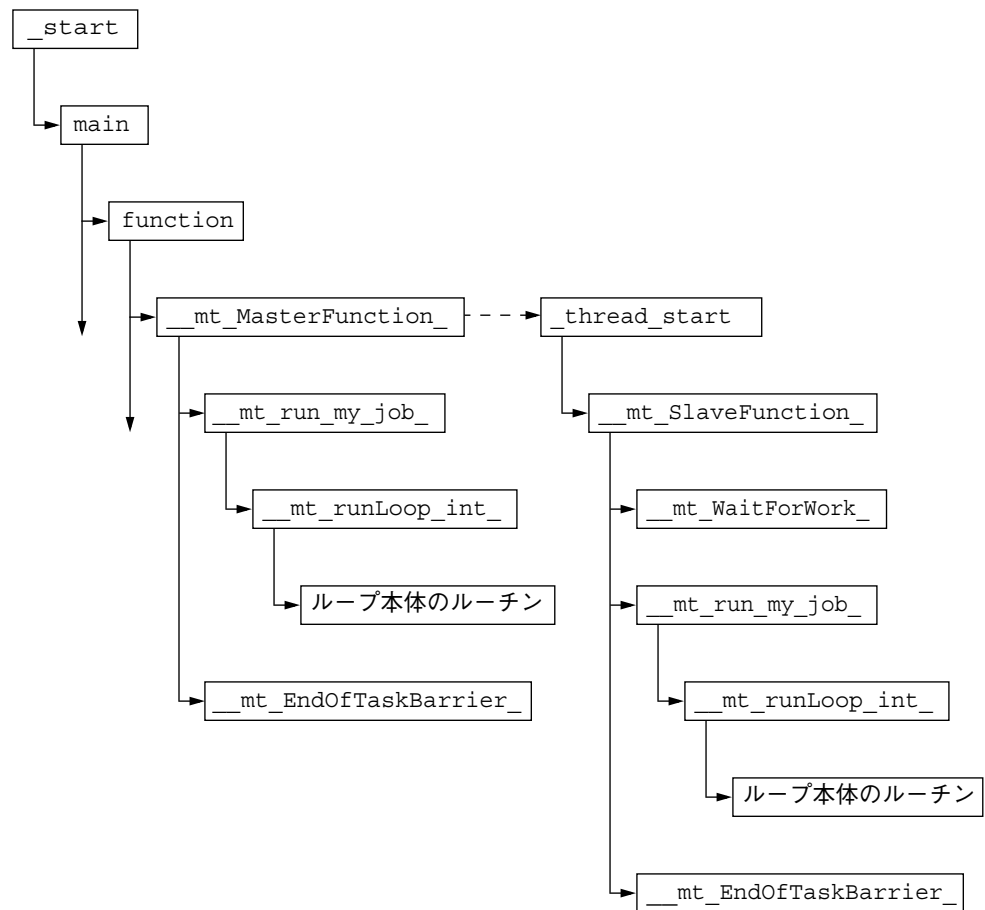 _start
main
function
__mt_MasterFunction_
_thread_start
__mt_run_my_job_
__mt_SlaveFunction_
__mt_runLoop_int_
__mt_WaitForWork_
ループ本体のルーチン
__mt_run_my_job_
__mt_EndOfTaskBarrier_
__mt_runLoop_int_
ループ本体のルーチン
__mt_EndOfTaskBarrier_